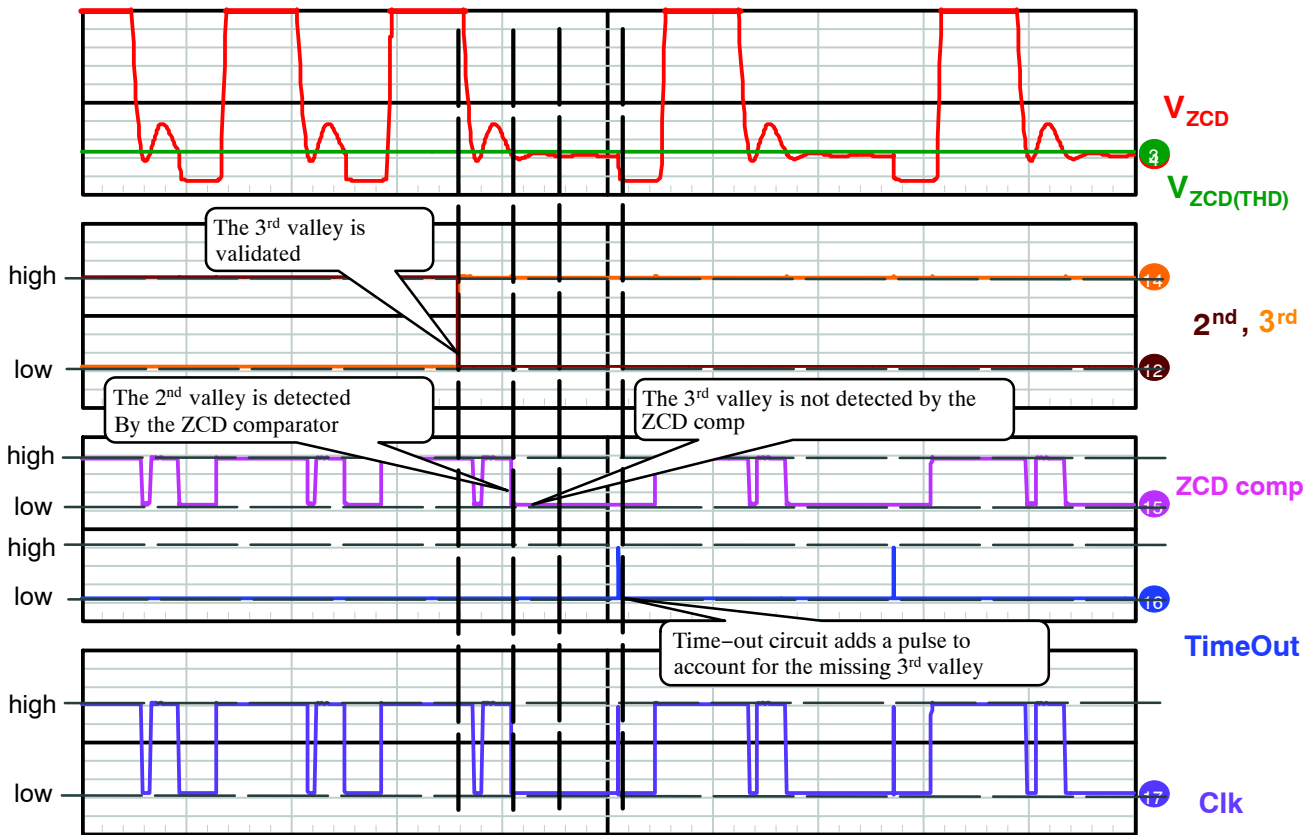 V_ZCD
3
4
V_ZCD(THD)
The 3rd valley is
validated
high
14
2nd, 3rd
low
12
The 2nd valley is detected
By the ZCD comparator
The 3rd valley is not detected by the
ZCD comp
high
ZCD comp
low
15
high
low
16
Time−out circuit adds a pulse to
account for the missing 3rd valley
TimeOut
high
low
17
Clk